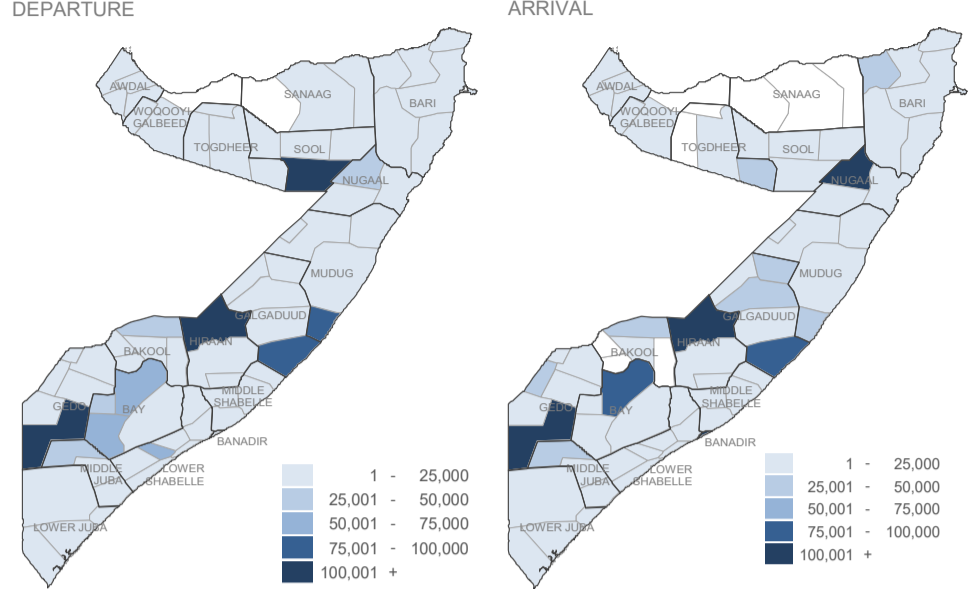 DEPARTURE
AWDAL
WOQOOYI
GALBEED
TOGDHEER
SANAAG
SOOL
BARI
NUGAAL
MUDUG
GALGADUUD
HIRAAN
BAKOOL
GEDO
BAY
MIDDLE
SHABELLE
BANADIR
MIDDLE
JUBA
LOWER
SHABELLE
LOWER JUBA
1 - 25,000
25,001 - 50,000
50,001 - 75,000
75,001 - 100,000
100,001 +
ARRIVAL
AWDAL
WOQOOYI
GALBEED
TOGDHEER
SANAAG
SOOL
BARI
NUGAAL
MUDUG
GALGADUUD
HIRAAN
BAKOOL
GEDO
BAY
MIDDLE
SHABELLE
BANADIR
MIDDLE
JUBA
LOWER
SHABELLE
LOWER JUBA
1 - 25,000
25,001 - 50,000
50,001 - 75,000
75,001 - 100,000
100,001 +